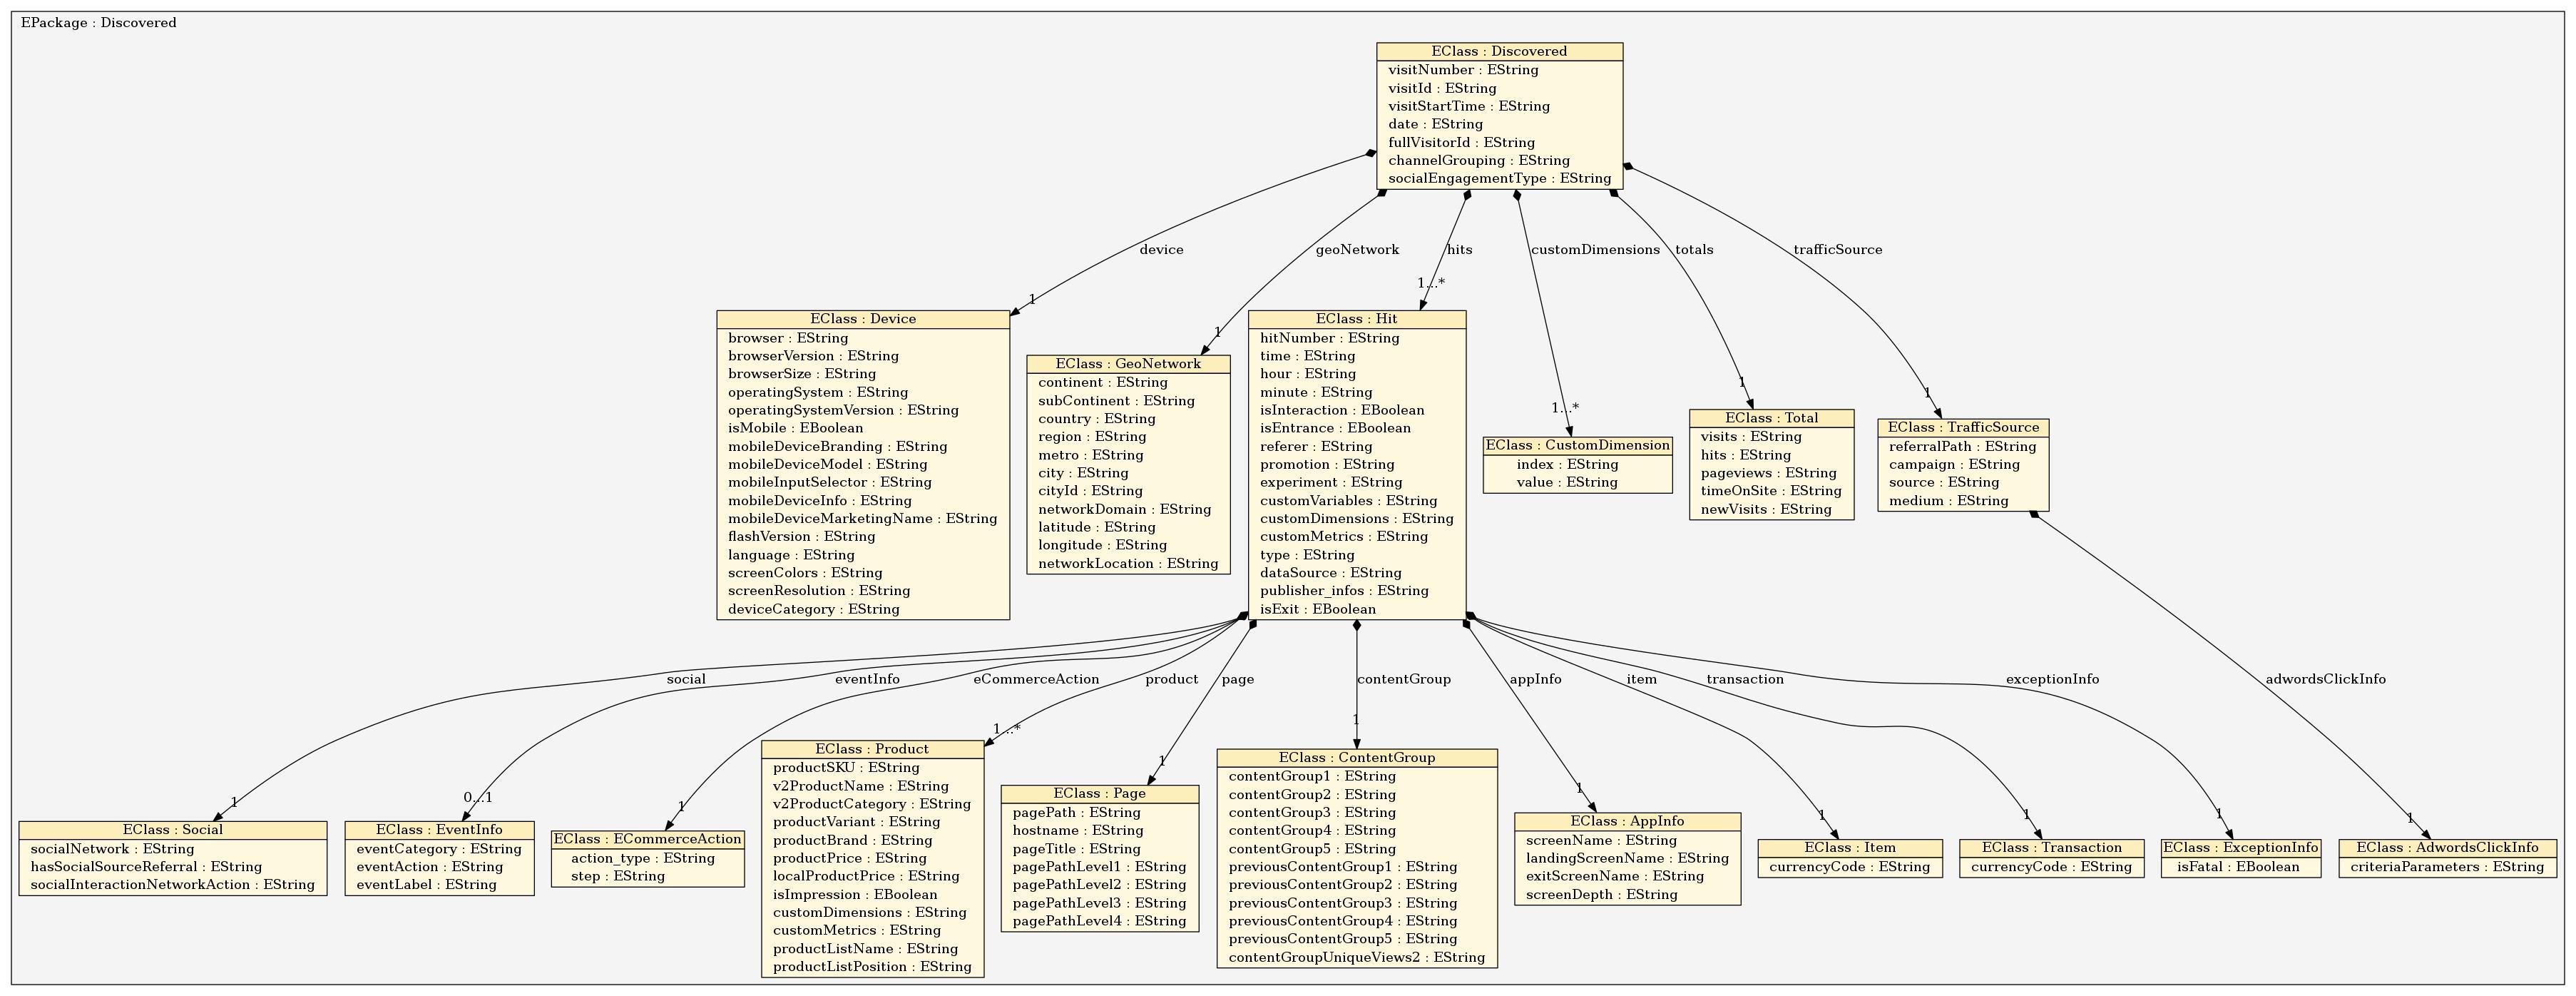 EPackage : Discovered
EClass : Discovered
visitNumber : EString
visitId : EString
visitStartTime : EString
date : EString
fullVisitorId : EString
channelGrouping : EString
socialEngagementType : EString
device
geoNetwork
hits
customDimensions
totals
trafficSource
1
EClass : Device
browser : EString
browserVersion : EString
browserSize : EString
operatingSystem : EString
operatingSystemVersion : EString
isMobile : EBoolean
mobileDeviceBranding : EString
mobileDeviceModel : EString
mobileInputSelector : EString
mobileDeviceInfo : EString
mobileDeviceMarketingName : EString
flashVersion : EString
language : EString
screenColors : EString
screenResolution : EString
deviceCategory : EString
1
EClass : GeoNetwork
continent : EString
subContinent : EString
country : EString
region : EString
metro : EString
city : EString
cityId : EString
networkDomain : EString
latitude : EString
longitude : EString
networkLocation : EString
1...*
EClass : Hit
hitNumber : EString
time : EString
hour : EString
minute : EString
isInteraction : EBoolean
isEntrance : EBoolean
referer : EString
promotion : EString
experiment : EString
customVariables : EString
customDimensions : EString
customMetrics : EString
type : EString
dataSource : EString
publisher_infos : EString
isExit : EBoolean
1...*
EClass : CustomDimension
index : EString
value : EString
1
EClass : Total
visits : EString
hits : EString
pageviews : EString
timeOnSite : EString
newVisits : EString
1
EClass : TrafficSource
referralPath : EString
campaign : EString
source : EString
medium : EString
social
eventInfo
eCommerceAction
product
page
contentGroup
appInfo
item
transaction
exceptionInfo
adwordsClickInfo
1
EClass : Social
socialNetwork : EString
hasSocialSourceReferral : EString
socialInteractionNetworkAction : EString
0...1
EClass : EventInfo
eventCategory : EString
eventAction : EString
eventLabel : EString
1
EClass : ECommerceAction
action_type : EString
step : EString
1...*
EClass : Product
productSKU : EString
v2ProductName : EString
v2ProductCategory : EString
productVariant : EString
productBrand : EString
productPrice : EString
localProductPrice : EString
isImpression : EBoolean
customDimensions : EString
customMetrics : EString
productListName : EString
productListPosition : EString
1
EClass : Page
pagePath : EString
hostname : EString
pageTitle : EString
pagePathLevel1 : EString
pagePathLevel2 : EString
pagePathLevel3 : EString
pagePathLevel4 : EString
1
EClass : ContentGroup
contentGroup1 : EString
contentGroup2 : EString
contentGroup3 : EString
contentGroup4 : EString
contentGroup5 : EString
previousContentGroup1 : EString
previousContentGroup2 : EString
previousContentGroup3 : EString
previousContentGroup4 : EString
previousContentGroup5 : EString
contentGroupUniqueViews2 : EString
1
EClass : AppInfo
screenName : EString
landingScreenName : EString
exitScreenName : EString
screenDepth : EString
1
EClass : Item
currencyCode : EString
1
EClass : Transaction
currencyCode : EString
1
EClass : ExceptionInfo
isFatal : EBoolean
1
EClass : AdwordsClickInfo
criteriaParameters : EString